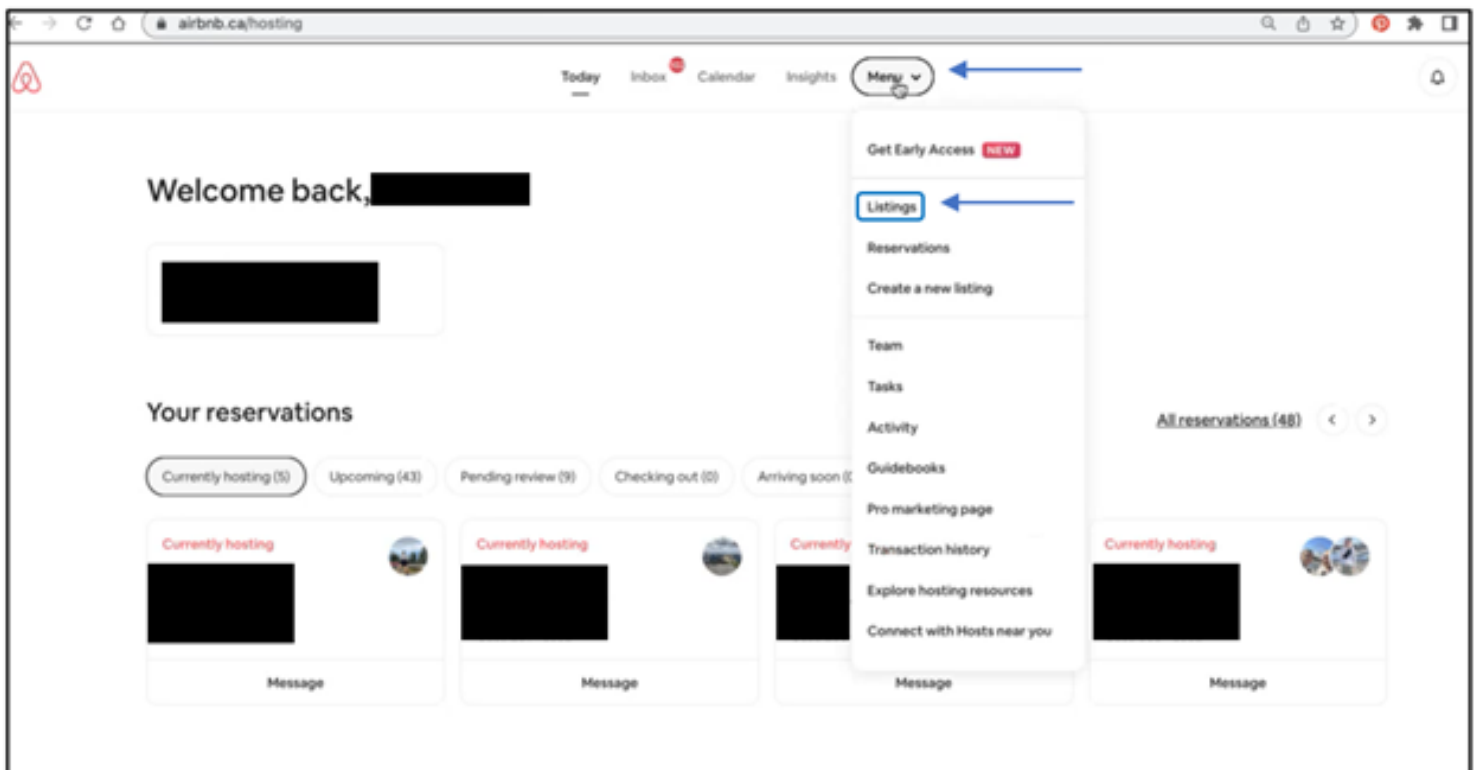 airbnb.ca/hosting
Today Inbox Calendar Insights Menu
Get Early Access NEW
Welcome back,
Listings
Reservations
Create a new listing
Team
Tasks
Activity
Guidebooks
Pro marketing page
Transaction history
Explore hosting resources
Connect with Hosts near you
Your reservations
All reservations (48)
Currently hosting (5) Upcoming (43) Pending review (9) Checking out (0) Arriving soon (
Currently hosting Currently hosting Currently Currently hosting
Message Message Message Message